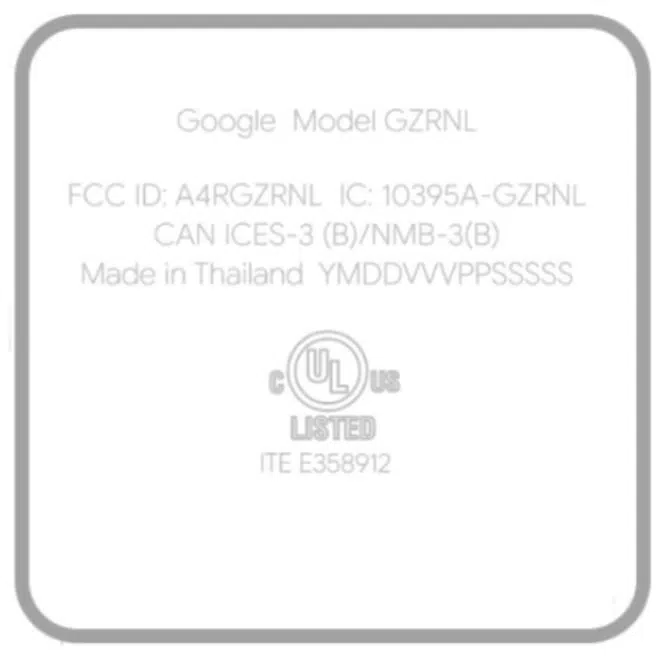 Google Model GZRNL
FCC ID: A4RGZRNL IC: 10395A-GZRNL
CAN ICES-3 (B)/NMB-3(B)
Made in Thailand YMDDVVVPPSSSSS
C UL US
LISTED
ITE E358912